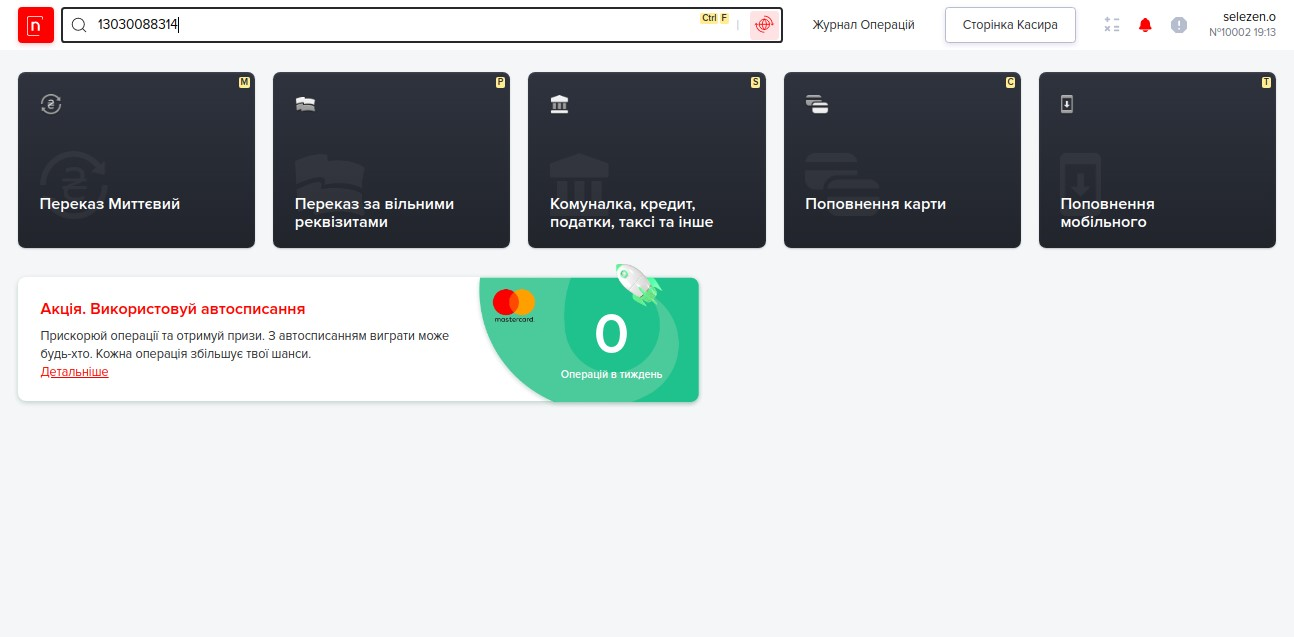 n
13030088314
Ctrl F
Журнал Операцій
Сторінка Касира
selezen.o
№10002 19:13
M
Переказ Миттєвий
P
Переказ за вільними
реквізитами
S
Комуналка, кредит,
податки, таксі та інше
C
Поповнення карти
T
Поповнення
мобільного
Акція. Використовуй автосписання
Прискорюй операції та отримуй призи. З автосписанням виграти може
будь-хто. Кожна операція збільшує твої шанси.
Детальніше
mastercard.
0
Операцій в тиждень